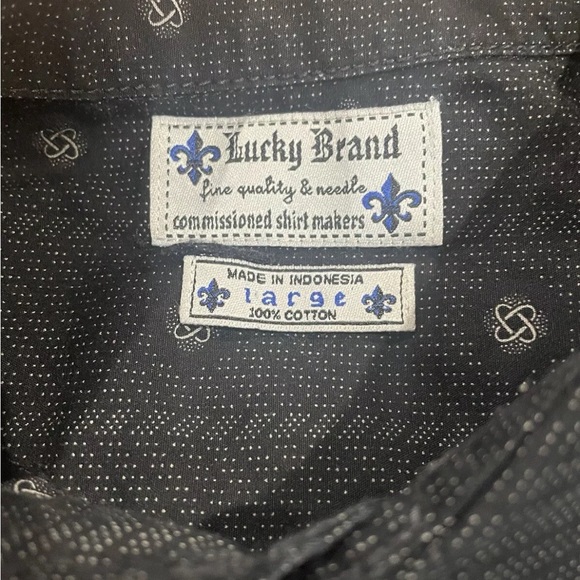 Lucky Brand
fine quality & needle
commissioned shirt makers
MADE IN INDONESIA
large
100% COTTON